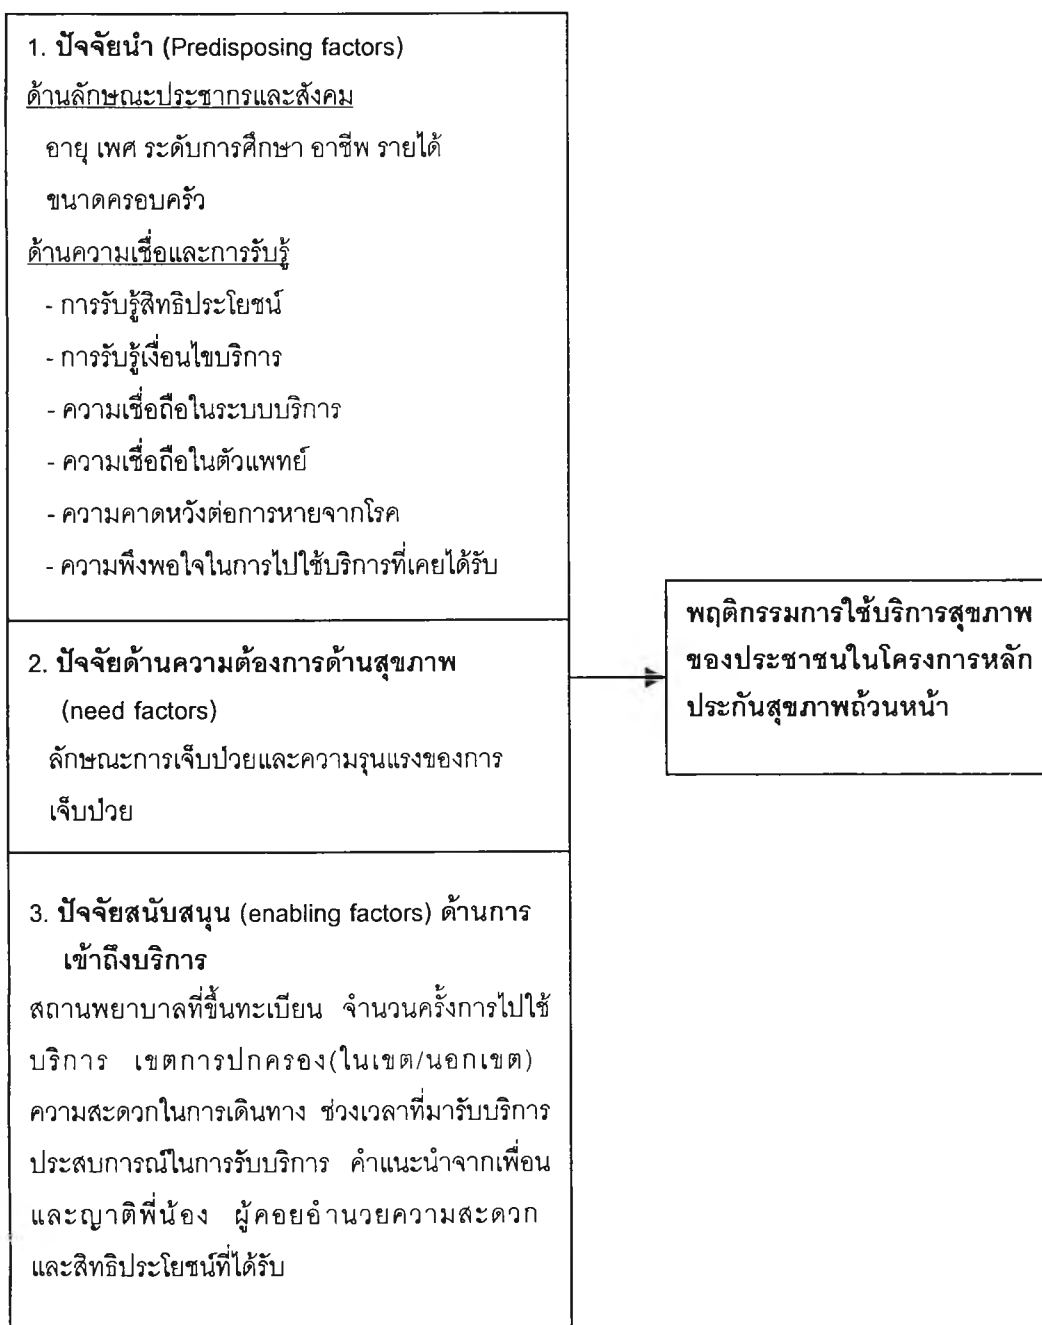 1. ปัจจัยนำ (Predisposing factors)
ด้านลักษณะประชากรและสังคม
อายุ เพศ ระดับการศึกษา อาชีพ รายได้
ขนาดครอบครัว
ด้านความเชื่อและการรับรู้
- การรับรู้สิทธิประโยชน์
- การรับรู้เงื่อนไขบริการ
- ความเชื่อถือในระบบบริการ
- ความเชื่อถือในตัวแพทย์
- ความคาดหวังต่อการหายจากโรค
- ความพึงพอใจในการไปใช้บริการที่เคยได้รับ
2. ปัจจัยด้านความต้องการด้านสุขภาพ
(need factors)
ลักษณะการเจ็บป่วยและความรุนแรงของการ
เจ็บป่วย
3. ปัจจัยสนับสนุน (enabling factors) ด้านการ
เข้าถึงบริการ
สถานพยาบาลที่ขึ้นทะเบียน จำนวนครั้งการไปใช้
บริการ เขตการปกครอง(ในเขต/นอกเขต)
ความสะดวกในการเดินทาง ช่วงเวลาที่มารับบริการ
ประสบการณ์ในการรับบริการ คำแนะนำจากเพื่อน
และญาติพี่น้อง ผู้คอยอำนวยความสะดวก
และสิทธิประโยชน์ที่ได้รับ
พฤติกรรมการใช้บริการสุขภาพ
ของประชาชนในโครงการหลัก
ประกันสุขภาพถ้วนหน้า